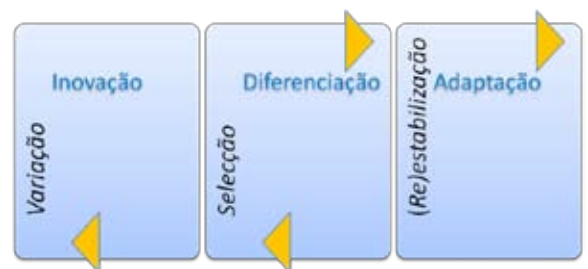 Inovação
Variação
Diferenciação
Selecção
Adaptação
(Re)estabilização